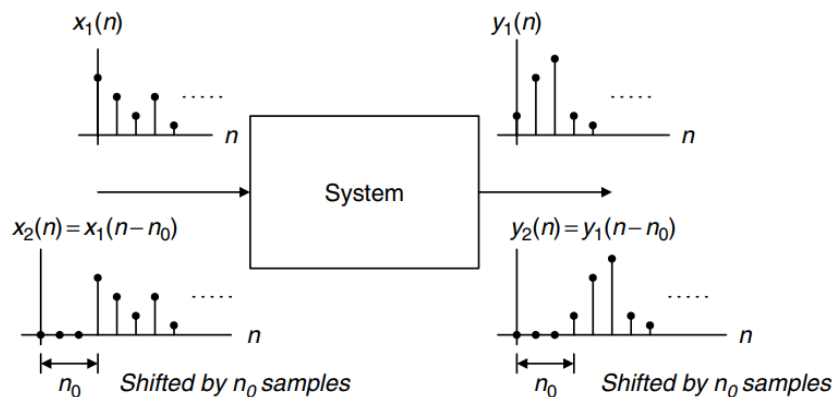 x₁(n)
y₁(n)
.....
.....
n
n
System
x₂(n)=x₁(n−n₀)
y₂(n)=y₁(n−n₀)
.....
.....
n
n
n₀ Shifted by n₀ samples
n₀ Shifted by n₀ samples